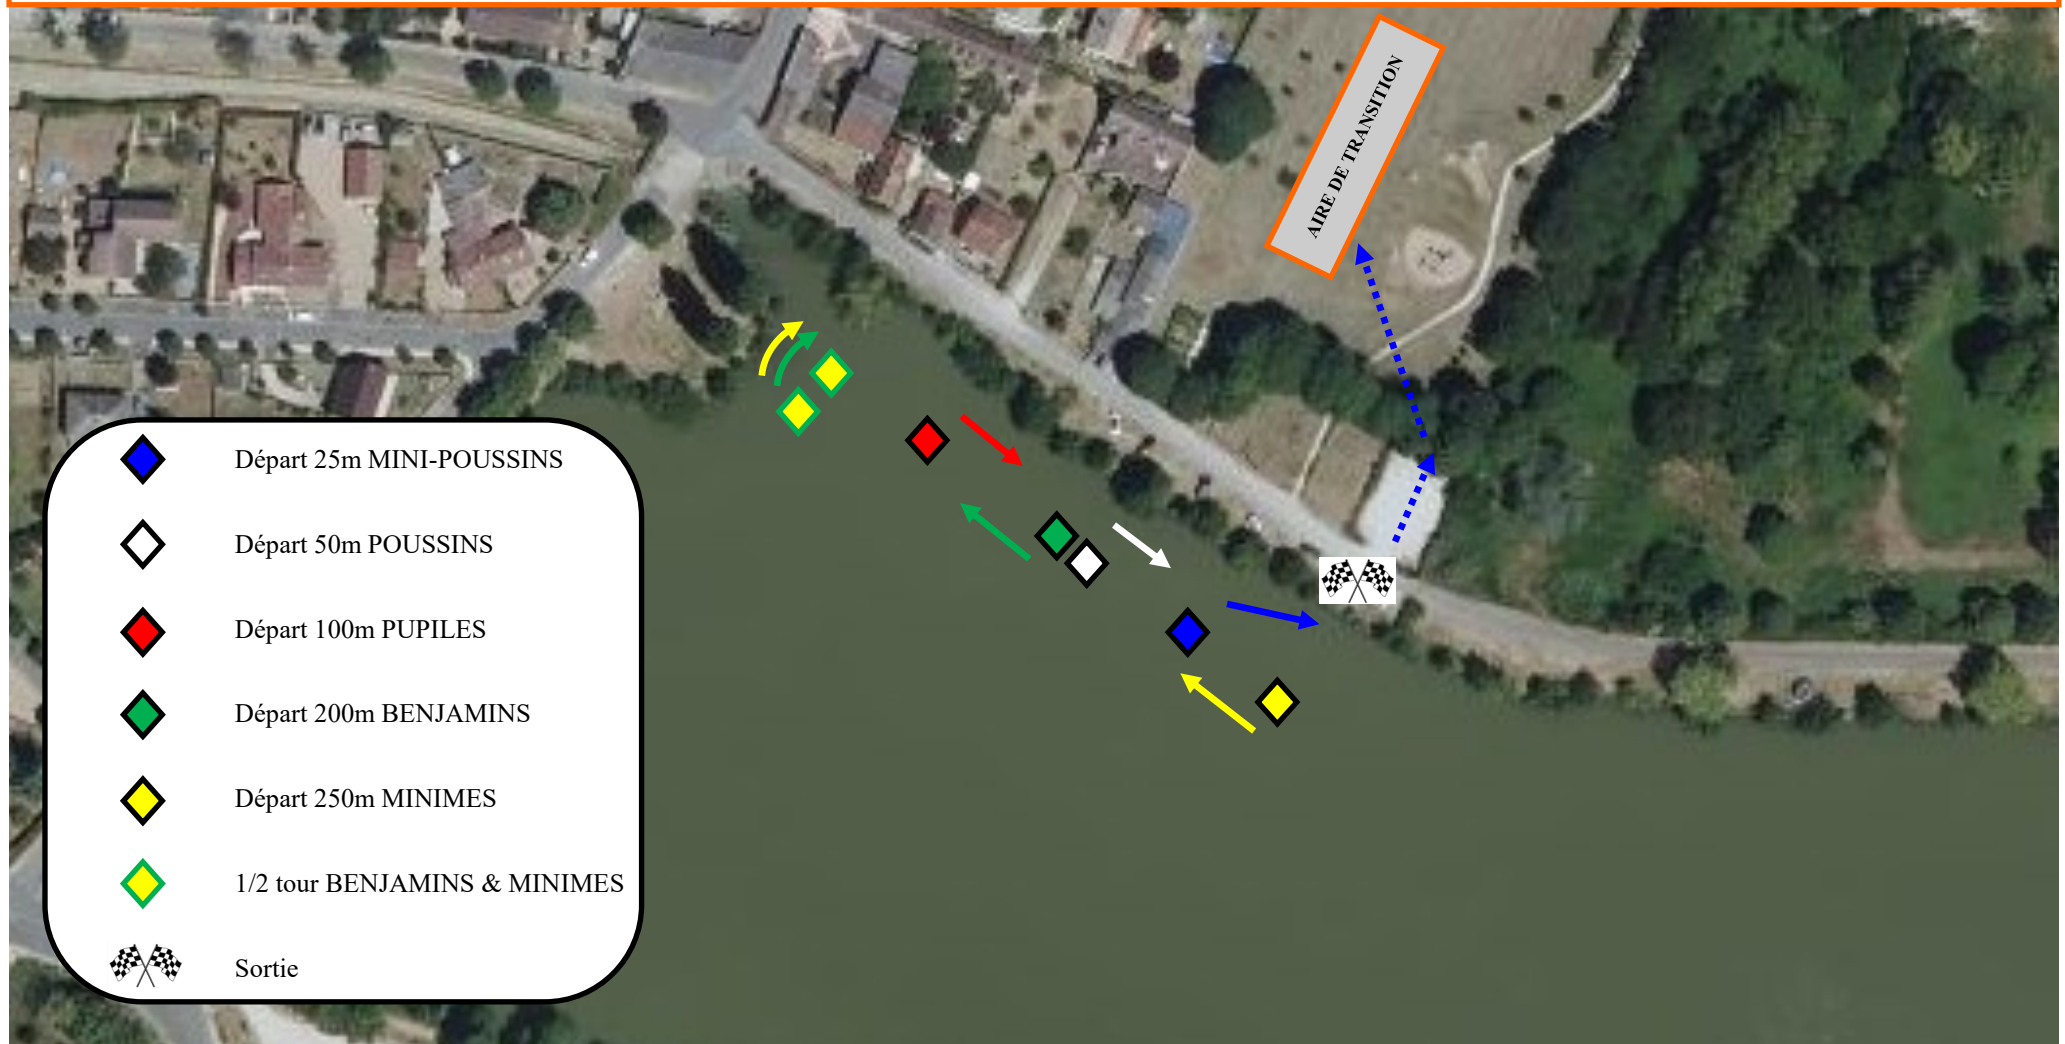 AIRE DE TRANSITION
Départ 25m MINI-POUSSINS
Départ 50m POUSSINS
Départ 100m PUPILES
Départ 200m BENJAMINS
Départ 250m MINIMES
1/2 tour BENJAMINS & MINIMES
Sortie